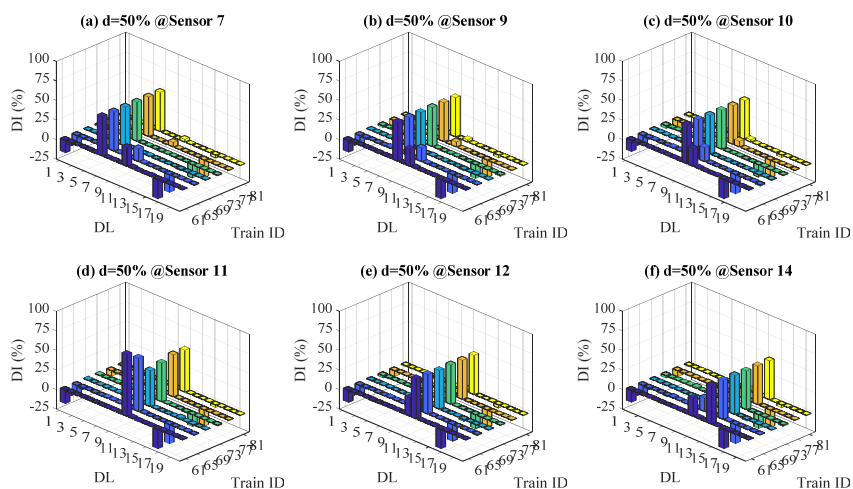 (a) d=50% @Sensor 7
(b) d=50% @Sensor 9
(c) d=50% @Sensor 10
DI (%)
100
75
50
25
0
-25
1 3 5 7 9 11 13 15 17 19
DL
61 65 69 73 77 81
Train ID
DI (%)
100
75
50
25
0
-25
1 3 5 7 9 11 13 15 17 19
DL
61 65 69 73 77 81
Train ID
DI (%)
100
75
50
25
0
-25
1 3 5 7 9 11 13 15 17 19
DL
61 65 69 73 77 81
Train ID
(d) d=50% @Sensor 11
(e) d=50% @Sensor 12
(f) d=50% @Sensor 14
DI (%)
100
75
50
25
0
-25
1 3 5 7 9 11 13 15 17 19
DL
61 65 69 73 77 81
Train ID
DI (%)
100
75
50
25
0
-25
1 3 5 7 9 11 13 15 17 19
DL
61 65 69 73 77 81
Train ID
DI (%)
100
75
50
25
0
-25
1 3 5 7 9 11 13 15 17 19
DL
61 65 69 73 77 81
Train ID